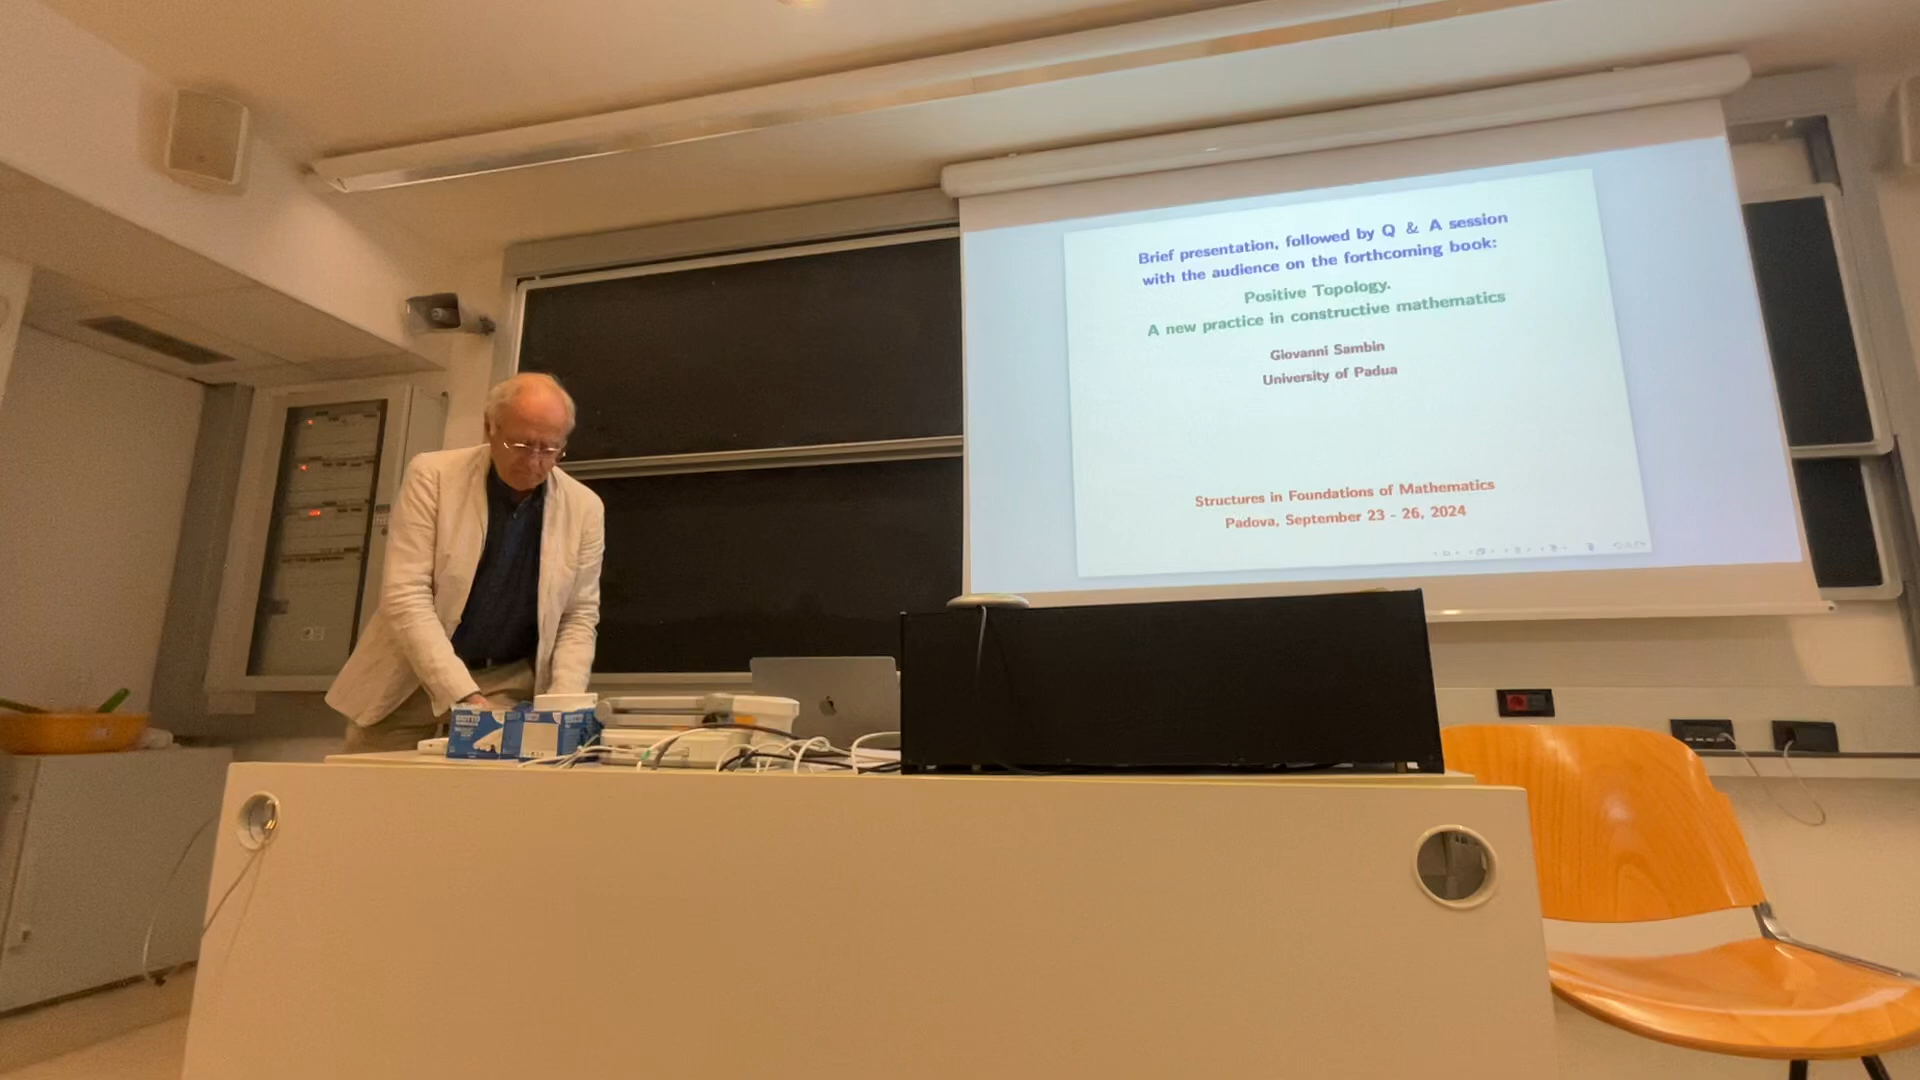 Brief presentation, followed by Q & A session
with the audience on the forthcoming book:
Positive Topology.
A new practice in constructive mathematics
Giovanni Sambin
University of Padua
Structures in Foundations of Mathematics
Padova, September 23 - 26, 2024